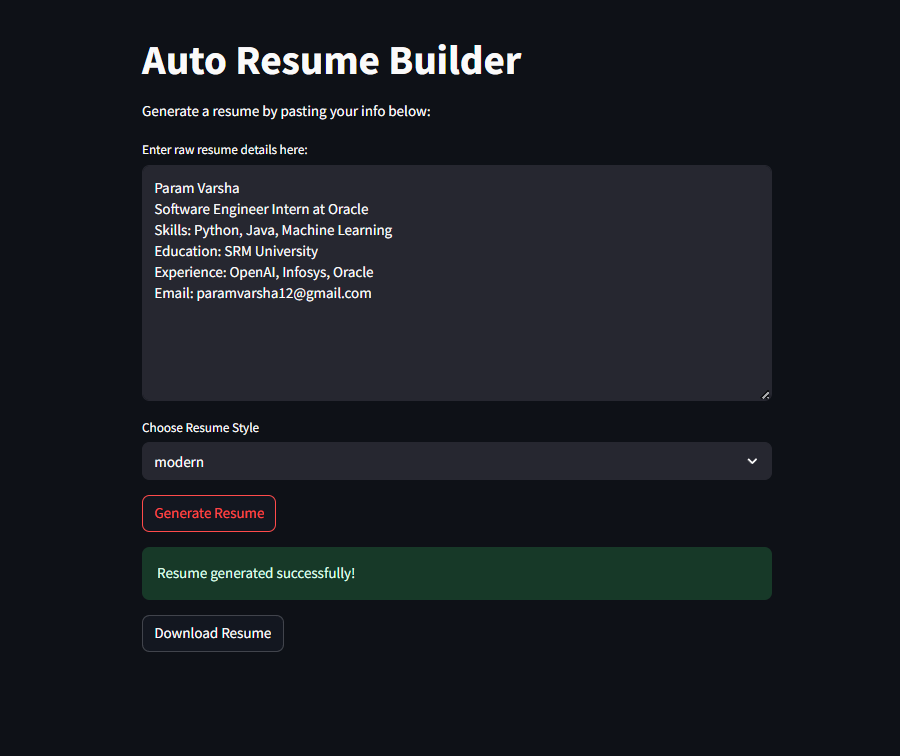 Auto Resume Builder
Generate a resume by pasting your info below:
Enter raw resume details here:
Param Varsha
Software Engineer Intern at Oracle
Skills: Python, Java, Machine Learning
Education: SRM University
Experience: OpenAI, Infosys, Oracle
Email: paramvarsha12@gmail.com
Choose Resume Style
modern
Generate Resume
Resume generated successfully!
Download Resume